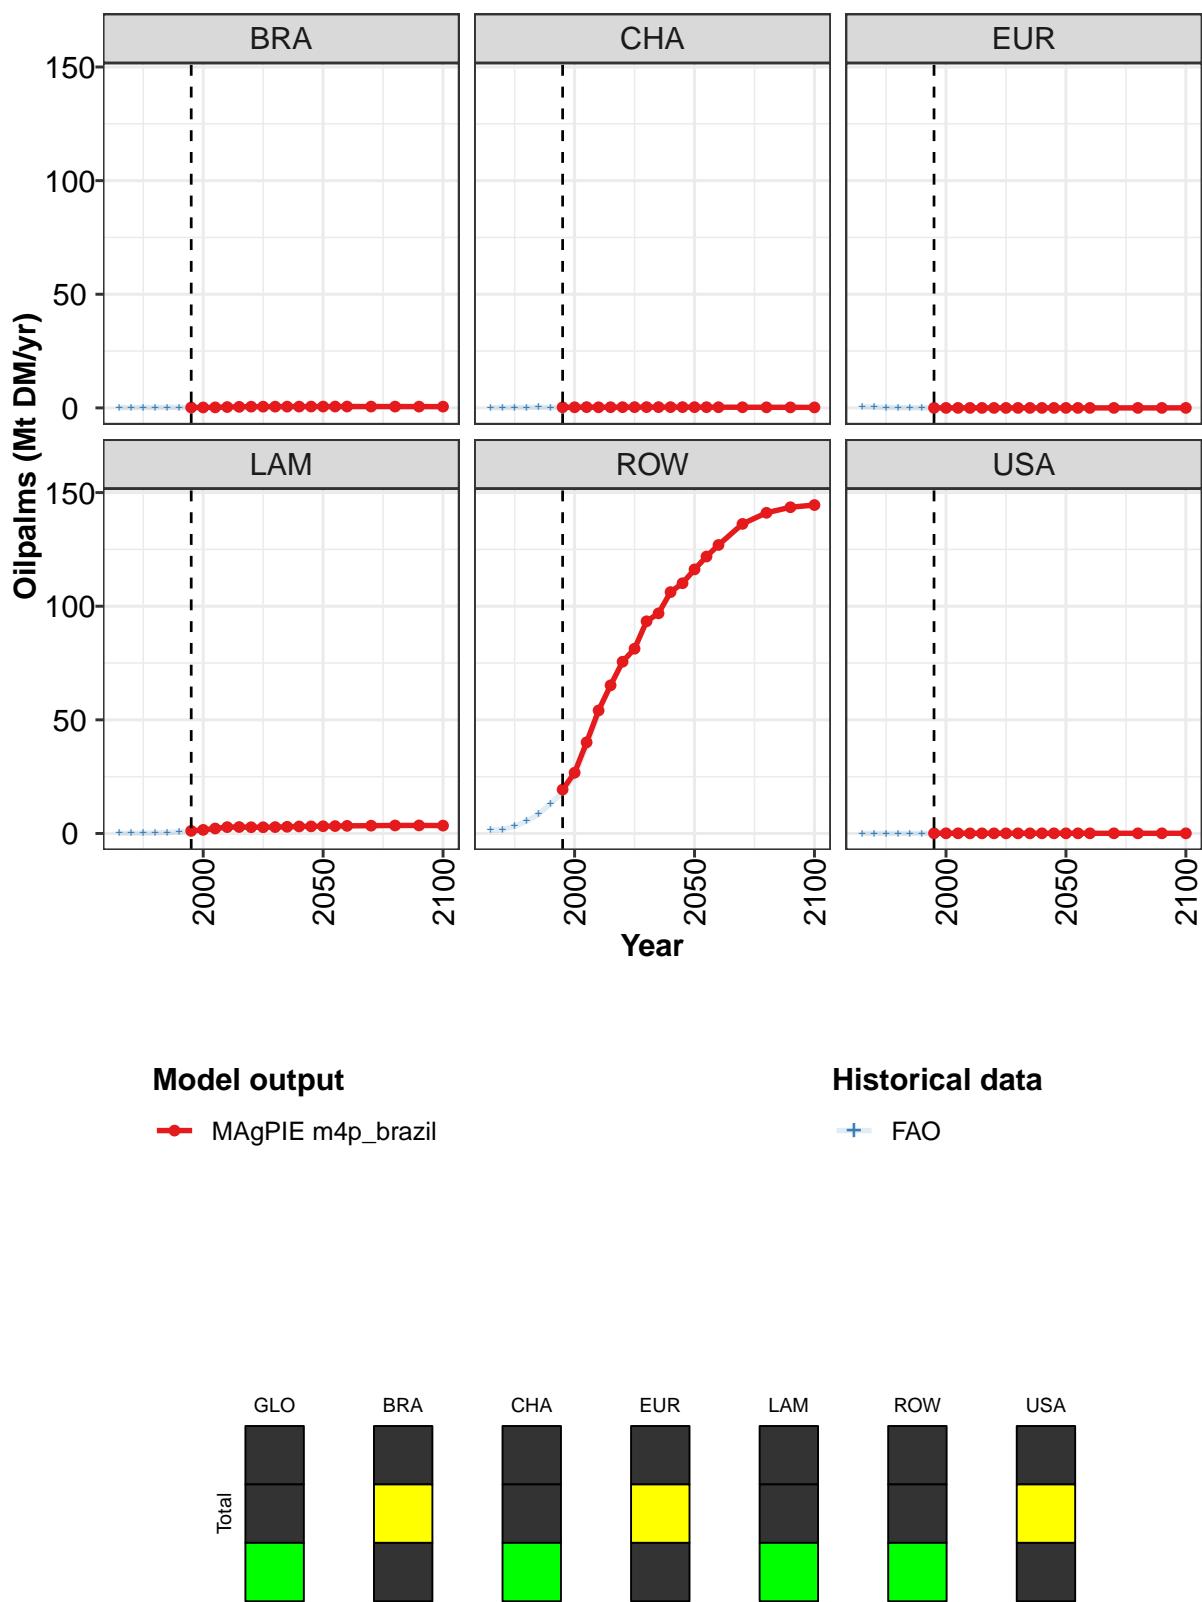 BRA CHA EUR
150
100
50
0
Oilpalms (Mt DM/yr)
LAM ROW USA
150
100
50
0
2000 2050 2100 2000 2050 2100 2000 2050 2100
Year
Model output
MAgPIE m4p_brazil
Historical data
FAO
GLO BRA CHA EUR LAM ROW USA
Total